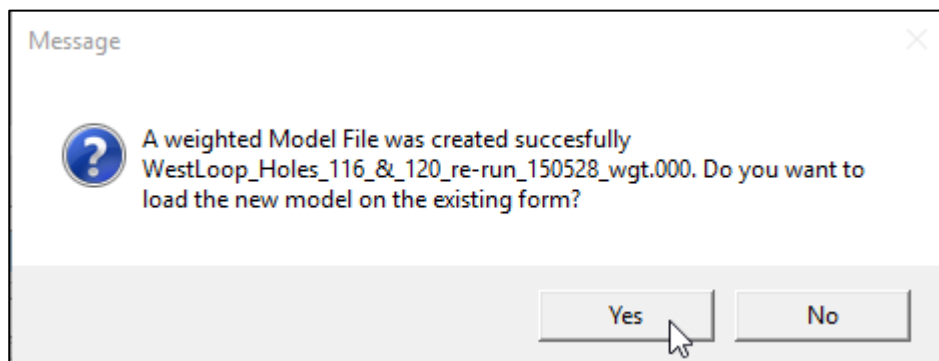 Message
A weighted Model File was created succesfully
WestLoop_Holes_116_&_120_re-run_150528_wgt.000. Do you want to
load the new model on the existing form?
Yes
No